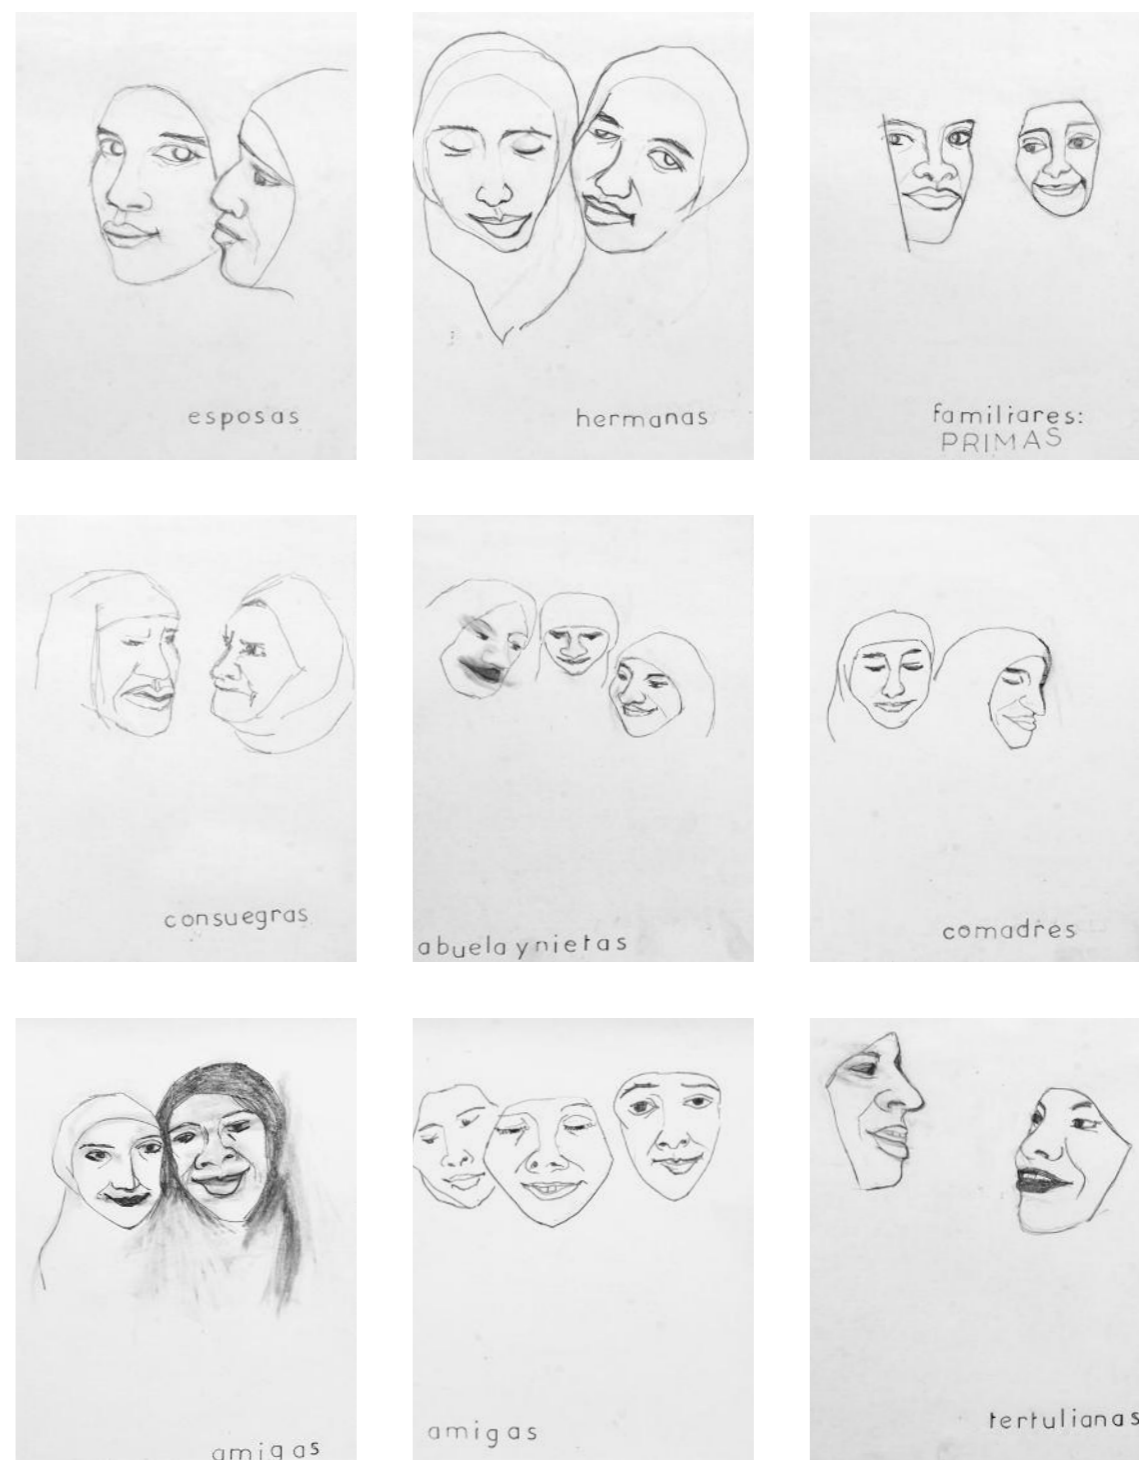 esposas
hermanas
familiares:
PRIMAS
consuegras
abuela y nietas
comadres
amigas
amigas
tertulianas